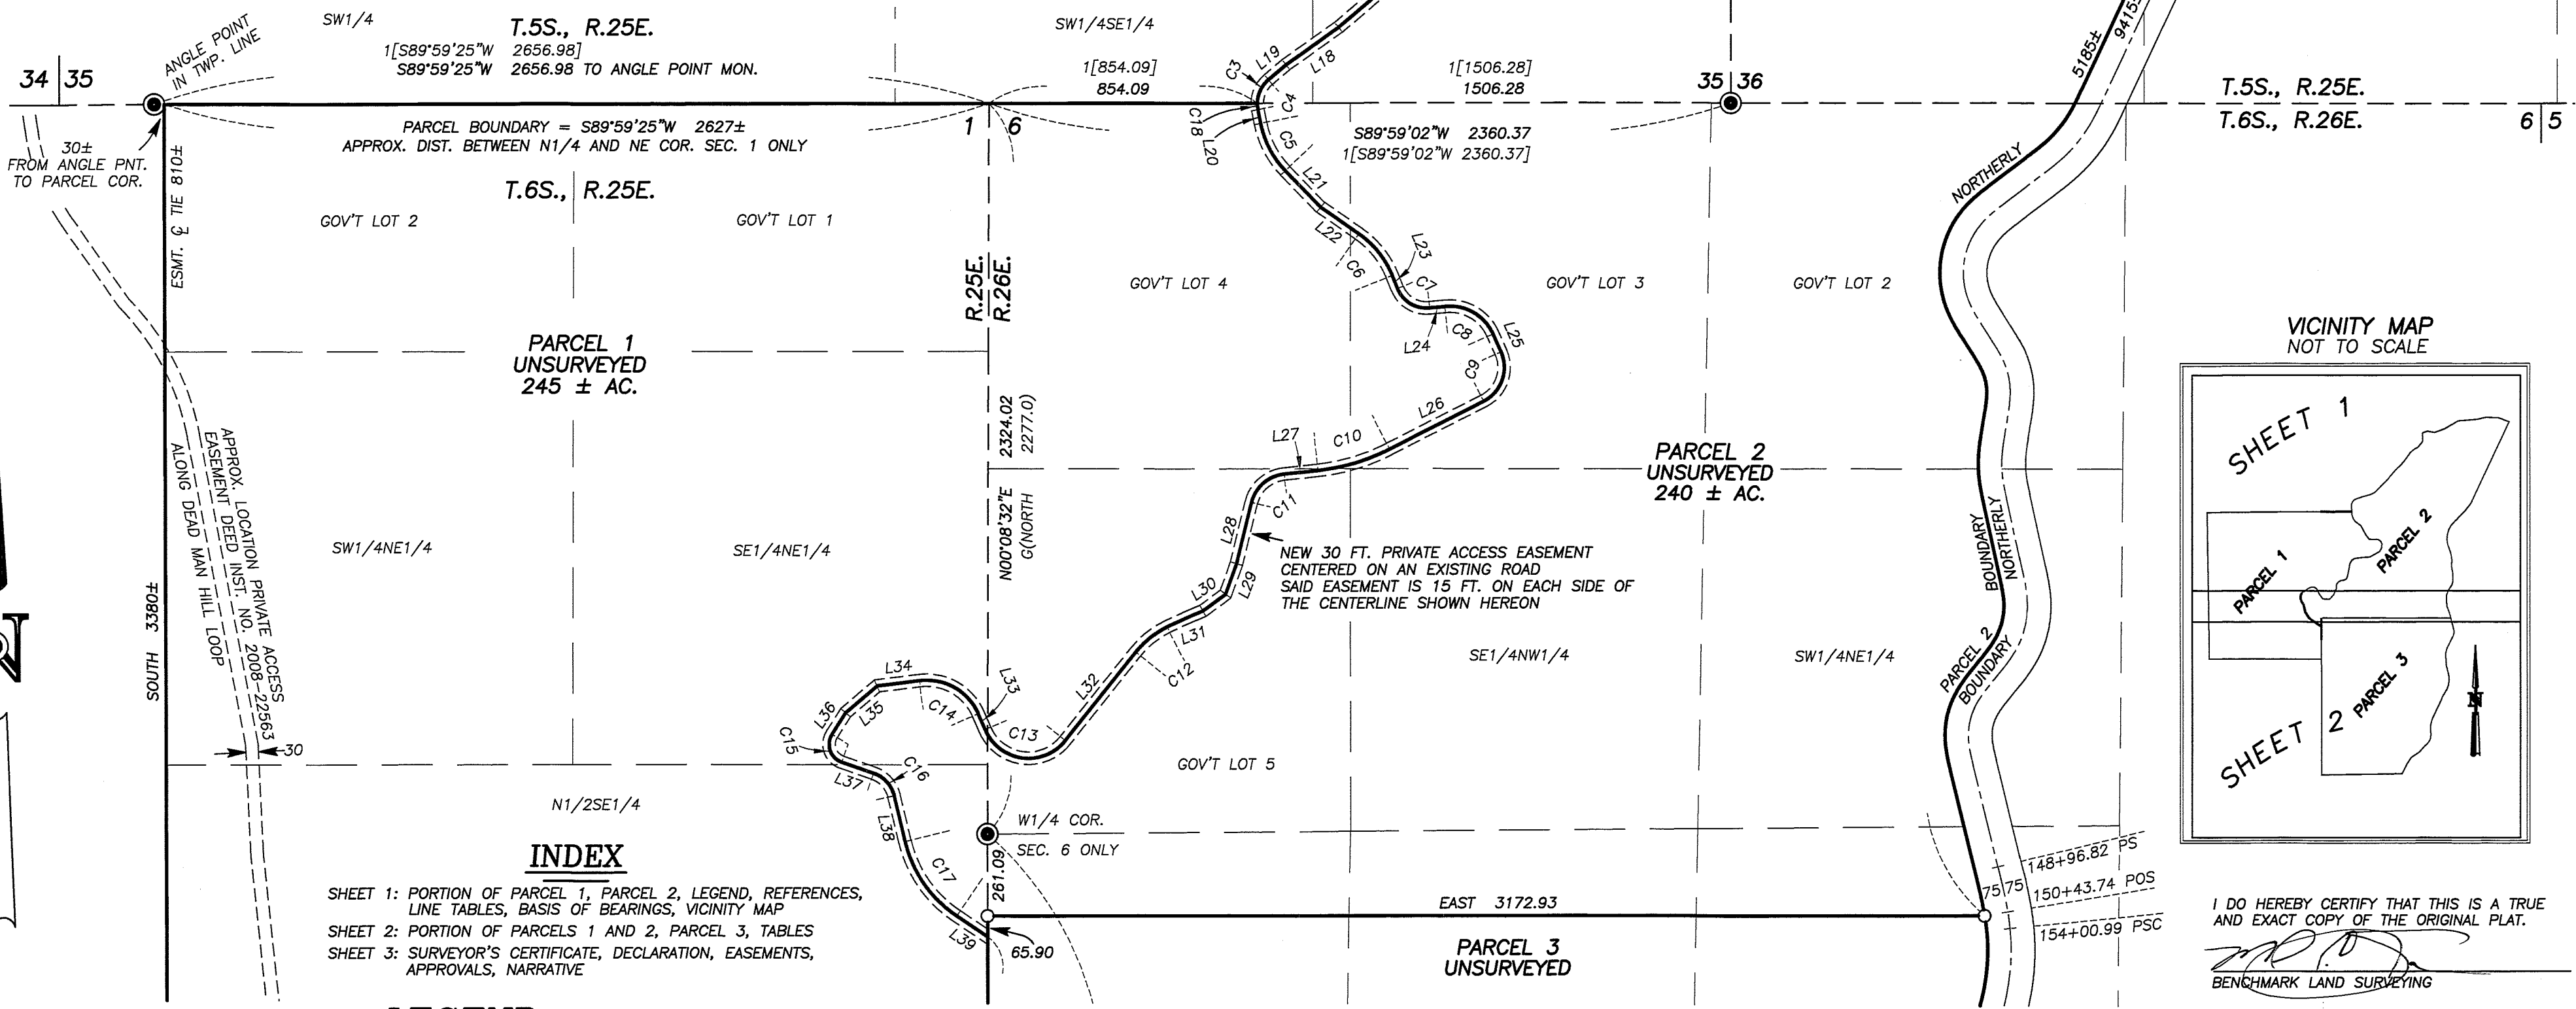 SW1/4
T.5S., R.25E.
1[S89°59'25"W 2656.98]
S89°59'25"W 2656.98 TO ANGLE POINT MON.
ANGLE POINT
IN TWP. LINE
34 35
SW1/4SE1/4
L19
L18
C3
C4
1[854.09]
854.09
1[1506.28]
1506.28
35 36
5185±
9415±
T.5S., R.25E.
T.6S., R.26E.
6 5
30±
FROM ANGLE PNT.
TO PARCEL COR.
PARCEL BOUNDARY = S89°59'25"W 2627±
APPROX. DIST. BETWEEN N1/4 AND NE COR. SEC. 1 ONLY
1 6
C18
L20
C5
S89°59'02"W 2360.37
1[S89°59'02"W 2360.37]
ESMT. ℄ TIE 810±
T.6S., R.25E.
GOV'T LOT 2
GOV'T LOT 1
L21
L22
C6
L23
C7
L24
C8
L25
C9
NORTHERLY
R.25E.
R.26E.
GOV'T LOT 4
GOV'T LOT 3
GOV'T LOT 2
PARCEL 1
UNSURVEYED
245 ± AC.
VICINITY MAP
NOT TO SCALE
SHEET 1
PARCEL 2
PARCEL 1
PARCEL 3
SHEET 2
N
2324.02
2277.0)
N00°08'32"E
G(NORTH
L26
C10
L27
C11
L28
L29
L30
L31
C12
L32
PARCEL 2
UNSURVEYED
240 ± AC.
APPROX. LOCATION PRIVATE ACCESS
EASEMENT DEED INST. NO. 2008-22563
ALONG DEAD MAN HILL LOOP
SOUTH 3380±
30
SW1/4NE1/4
SE1/4NE1/4
NEW 30 FT. PRIVATE ACCESS EASEMENT
CENTERED ON AN EXISTING ROAD
SAID EASEMENT IS 15 FT. ON EACH SIDE OF
THE CENTERLINE SHOWN HEREON
BOUNDARY
NORTHERLY
PARCEL 2
BOUNDARY
SE1/4NW1/4
SW1/4NE1/4
C13
L33
C14
L34
L35
L36
C15
L37
C16
L38
C17
L39
GOV'T LOT 5
N1/2SE1/4
W1/4 COR.
SEC. 6 ONLY
261.09
65.90
EAST 3172.93
75 75
148+96.82 PS
150+43.74 POS
154+00.99 PSC
PARCEL 3
UNSURVEYED
INDEX
SHEET 1: PORTION OF PARCEL 1, PARCEL 2, LEGEND, REFERENCES,
LINE TABLES, BASIS OF BEARINGS, VICINITY MAP
SHEET 2: PORTION OF PARCELS 1 AND 2, PARCEL 3, TABLES
SHEET 3: SURVEYOR'S CERTIFICATE, DECLARATION, EASEMENTS,
APPROVALS, NARRATIVE
I DO HEREBY CERTIFY THAT THIS IS A TRUE
AND EXACT COPY OF THE ORIGINAL PLAT.
BENCHMARK LAND SURVEYING